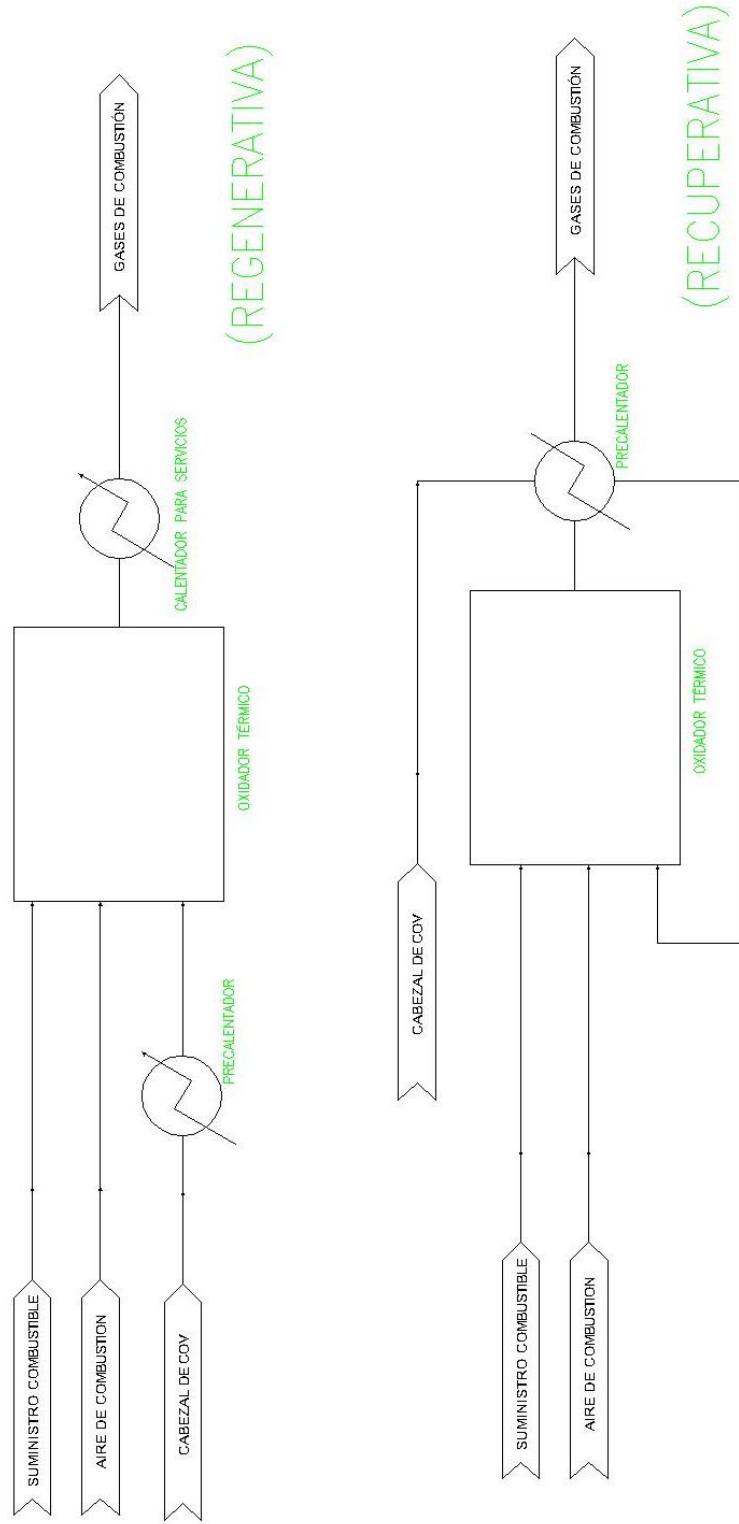 SUMINISTRO COMBUSTIBLE
AIRE DE COMBUSTION
CABEZAL DE COV
PRECALENTADOR
OXIDADOR TÉRMICO
CALENTADOR PARA SERVICIOS
GASES DE COMBUSTIÓN
(REGENERATIVA)
CABEZAL DE COV
SUMINISTRO COMBUSTIBLE
AIRE DE COMBUSTION
OXIDADOR TÉRMICO
PRECALENTADOR
GASES DE COMBUSTIÓN
(RECUPERATIVA)